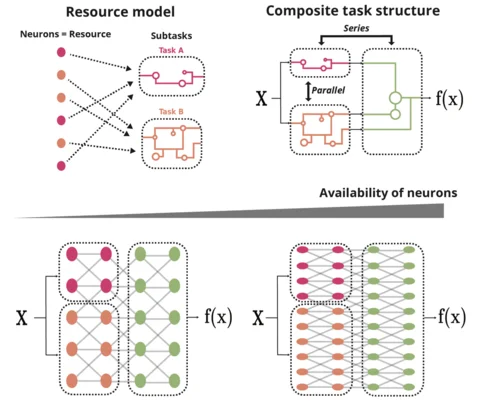 Resource model
Neurons = Resource
Subtasks
Task A
Task B
Composite task structure
Series
Parallel
X
f(x)
Availability of neurons
X
f(x)
X
f(x)